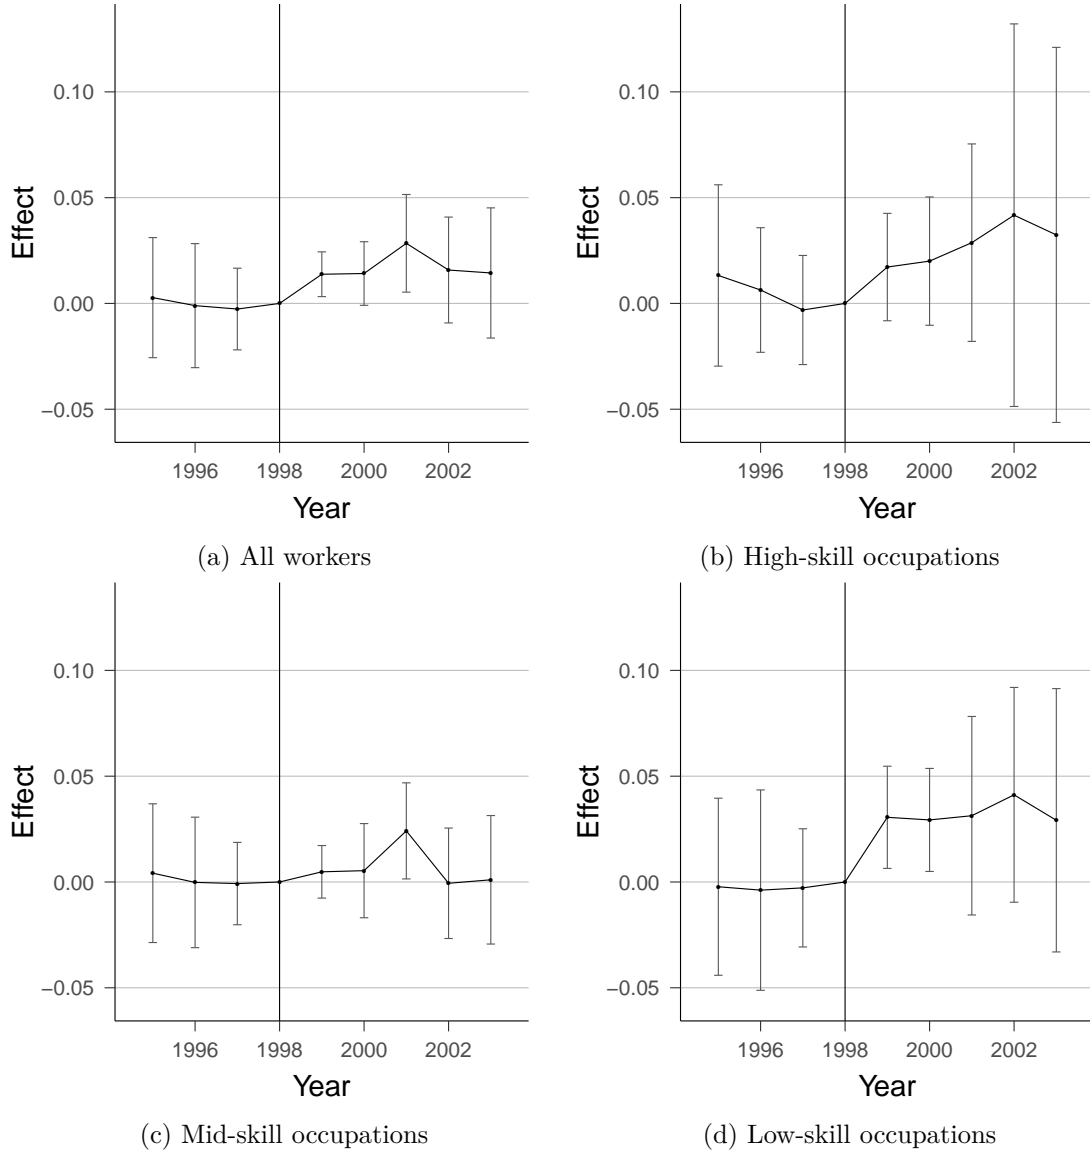 0.10
0.05
0.00
−0.05
Effect
1996 1998 2000 2002
Year
(a) All workers
0.10
0.05
0.00
−0.05
Effect
1996 1998 2000 2002
Year
(b) High-skill occupations
0.10
0.05
0.00
−0.05
Effect
1996 1998 2000 2002
Year
(c) Mid-skill occupations
0.10
0.05
0.00
−0.05
Effect
1996 1998 2000 2002
Year
(d) Low-skill occupations